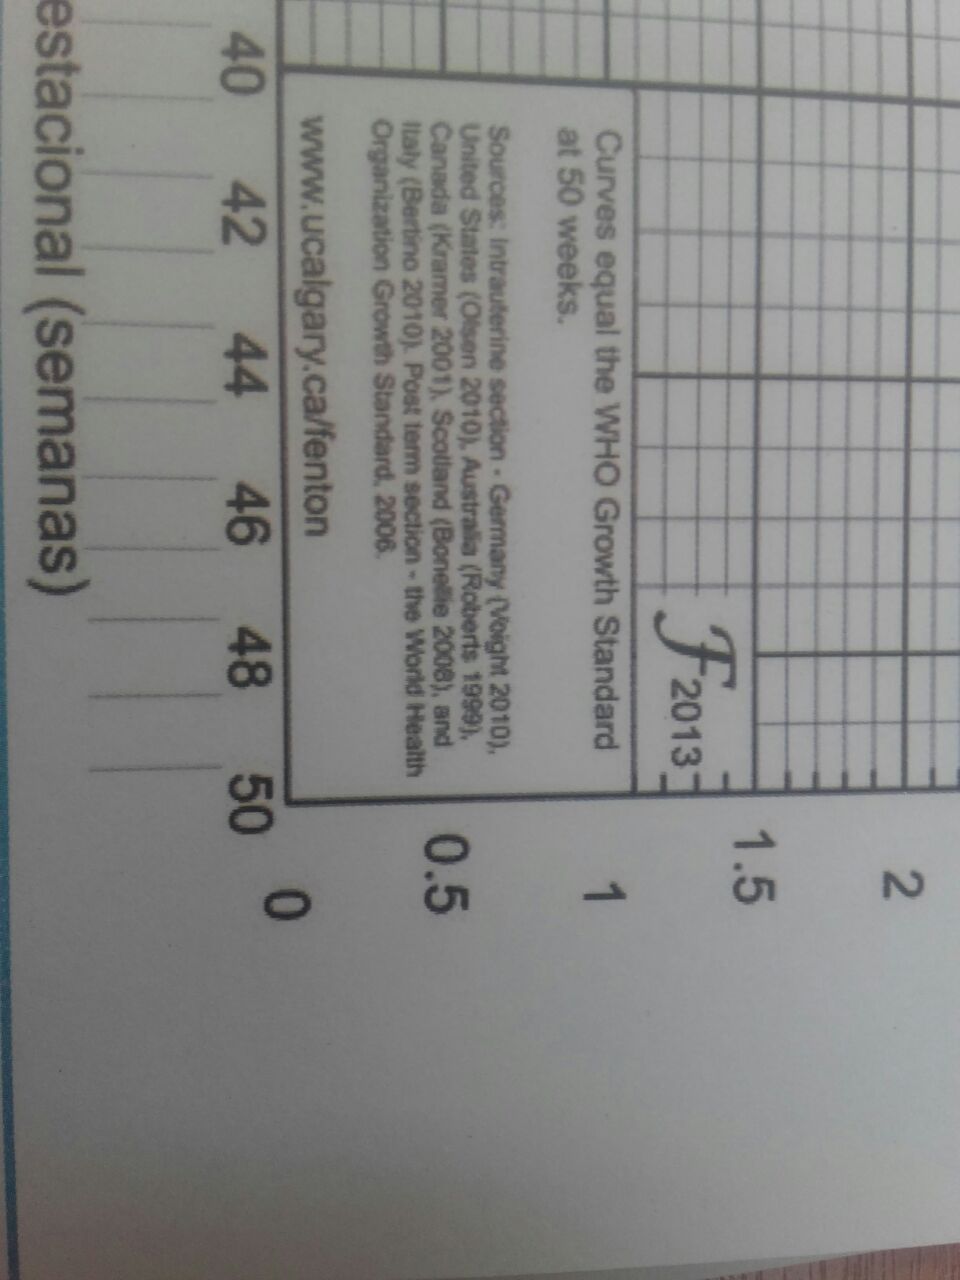 2
1.5
1
0.5
0
f2013
Curves equal the WHO Growth Standard
at 50 weeks.
Sources: Intrauterine section - Germany (Voight 2010),
United States (Olsen 2010), Australia (Roberts 1999),
Canada (Kramer 2001), Scotland (Bonellie 2008), and
Italy (Bertino 2010). Post term section - the World Health
Organization Growth Standard, 2006.
www.ucalgary.ca/fenton
40 42 44 46 48 50
estacional (semanas)